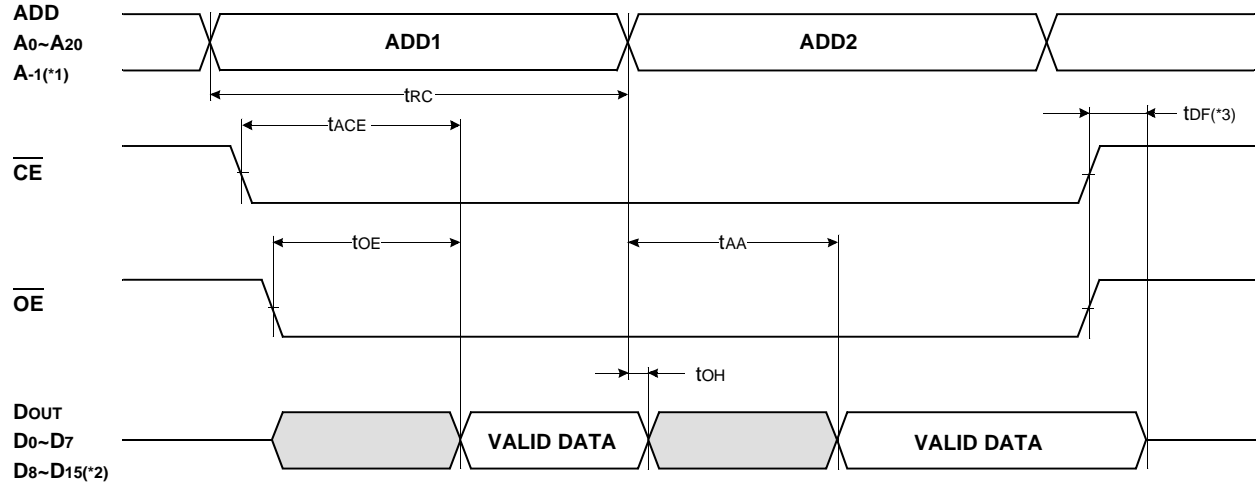 ADD
A0~A20
A-1(*1)
ADD1
ADD2
tRC
tACE
tDF(*3)
CE
tOE
tAA
OE
tOH
DOUT
D0~D7
D8~D15(*2)
VALID DATA
VALID DATA